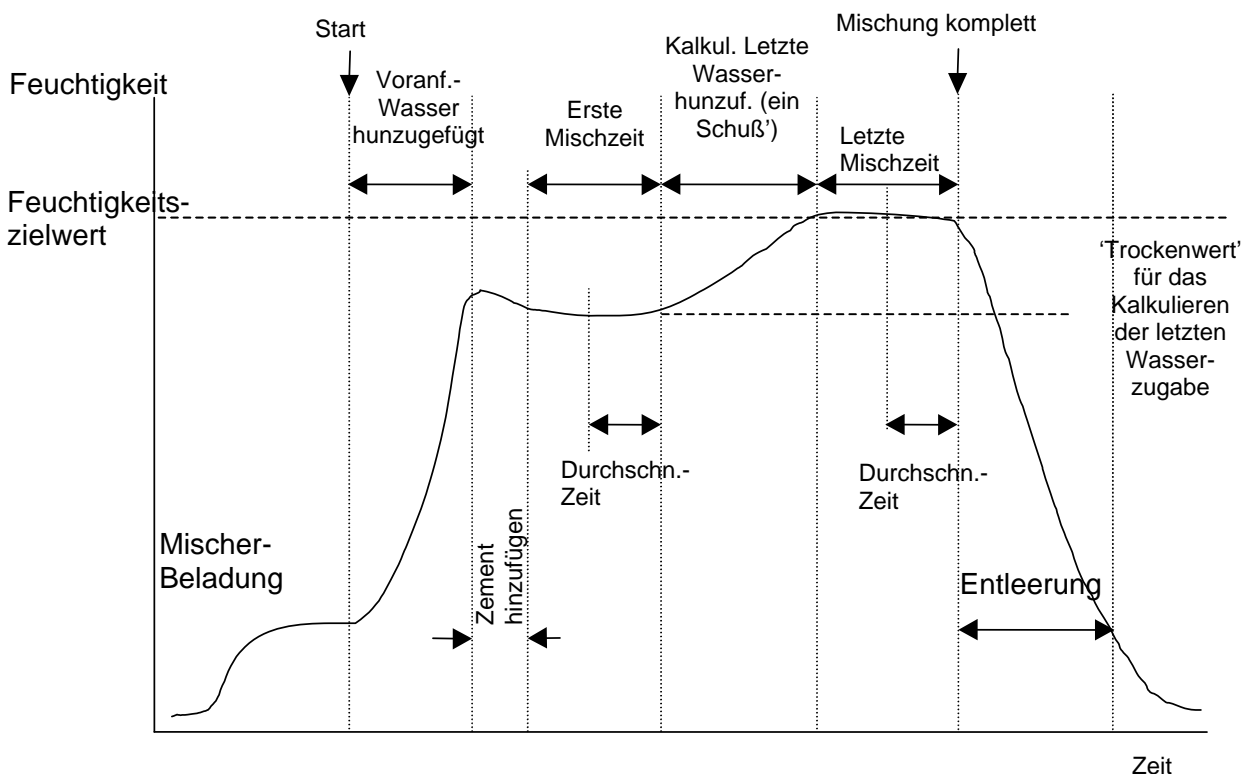 Start
Mischung komplett
Feuchtigkeit
Voranf.-
Wasser
hunzugefügt
Erste
Mischzeit
Kalkul. Letzte
Wasser-
hunzuf. (ein
Schuß’)
Letzte
Mischzeit
Feuchtigkeits-
zielwert
‘Trockenwert’
für das
Kalkulieren
der letzten
Wasser-
zugabe
Durchschn.-
Zeit
Durchschn.-
Zeit
Mischer-
Beladung
Zement
hinzufügen
Entleerung
Zeit